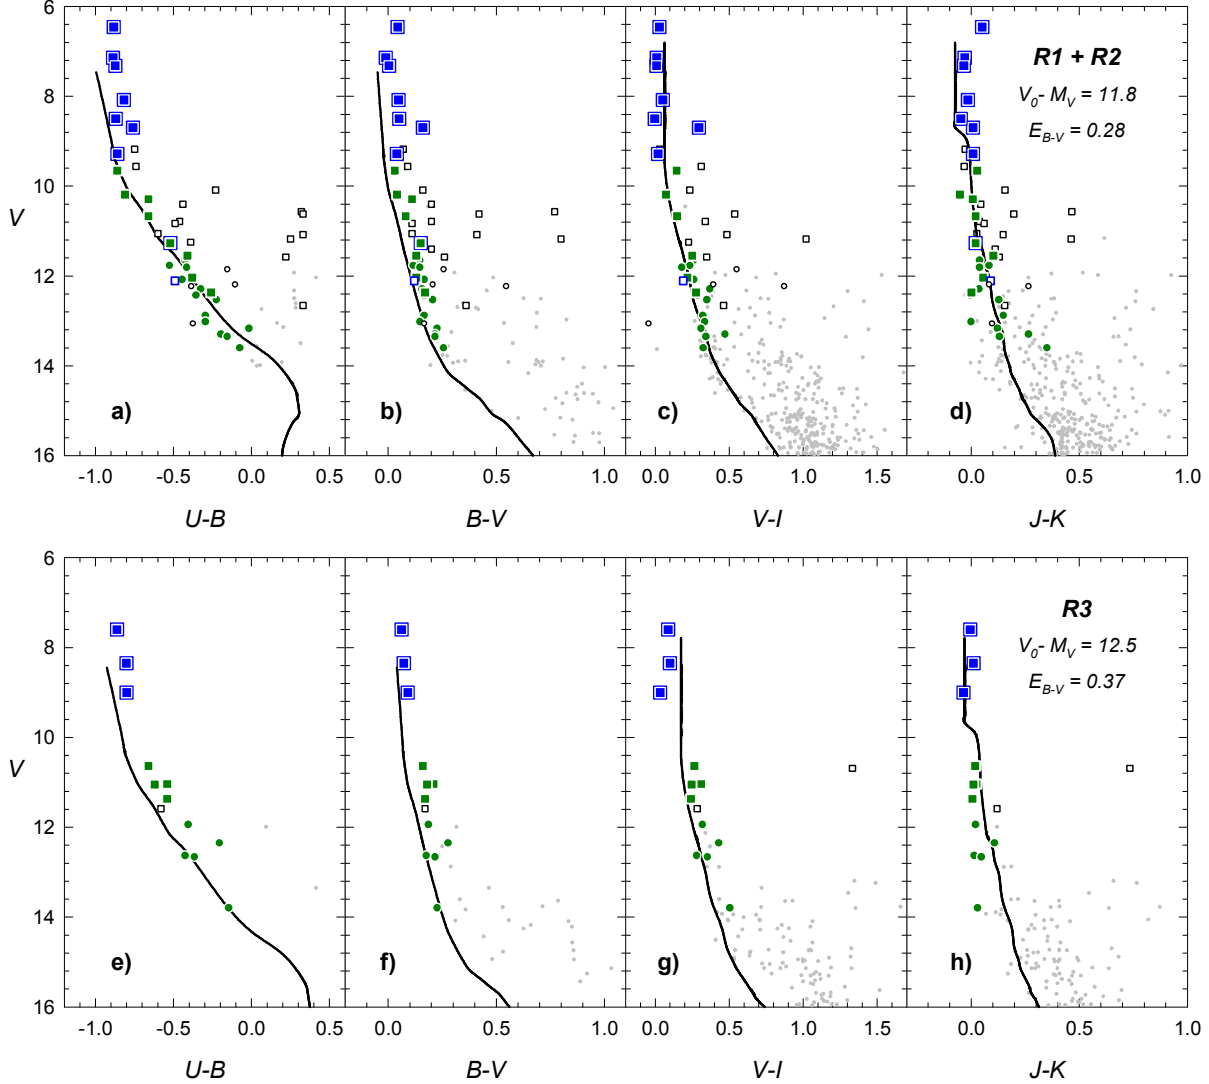 6
8
10
12
14
16
V
a)
b)
c)
d)
R1 + R2
V0- MV = 11.8
EB-V = 0.28
-1.0 -0.5 0.0 0.5
0.0 0.5 1.0
0.0 0.5 1.0 1.5
0.0 0.5 1.0
U-B
B-V
V-I
J-K
6
8
10
12
14
16
V
e)
f)
g)
h)
R3
V0- MV = 12.5
EB-V = 0.37
-1.0 -0.5 0.0 0.5
0.0 0.5 1.0
0.0 0.5 1.0 1.5
0.0 0.5 1.0
U-B
B-V
V-I
J-K